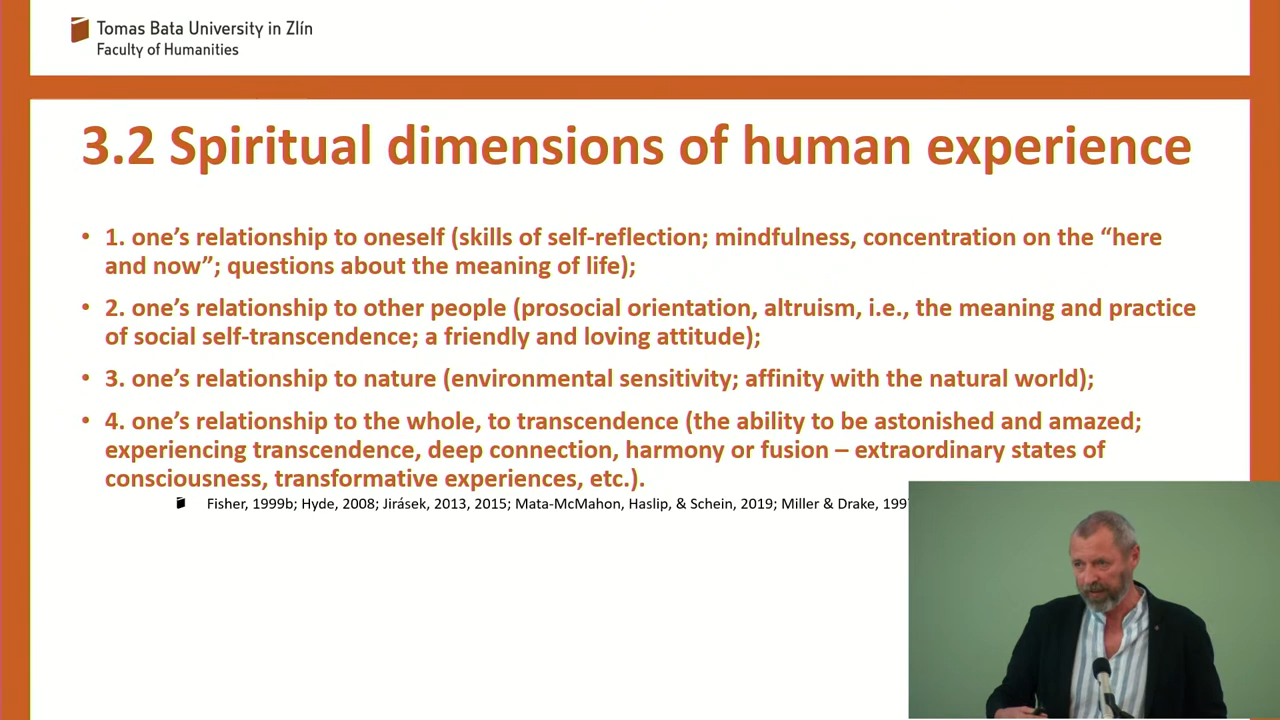 Tomas Bata University in Zlín
Faculty of Humanities
3.2 Spiritual dimensions of human experience
• 1. one’s relationship to oneself (skills of self-reflection; mindfulness, concentration on the “here
and now”; questions about the meaning of life);
• 2. one’s relationship to other people (prosocial orientation, altruism, i.e., the meaning and practice
of social self-transcendence; a friendly and loving attitude);
• 3. one’s relationship to nature (environmental sensitivity; affinity with the natural world);
• 4. one’s relationship to the whole, to transcendence (the ability to be astonished and amazed;
experiencing transcendence, deep connection, harmony or fusion – extraordinary states of
consciousness, transformative experiences, etc.).
Fisher, 1999b; Hyde, 2008; Jirásek, 2013, 2015; Mata-McMahon, Haslip, & Schein, 2019; Miller & Drake,